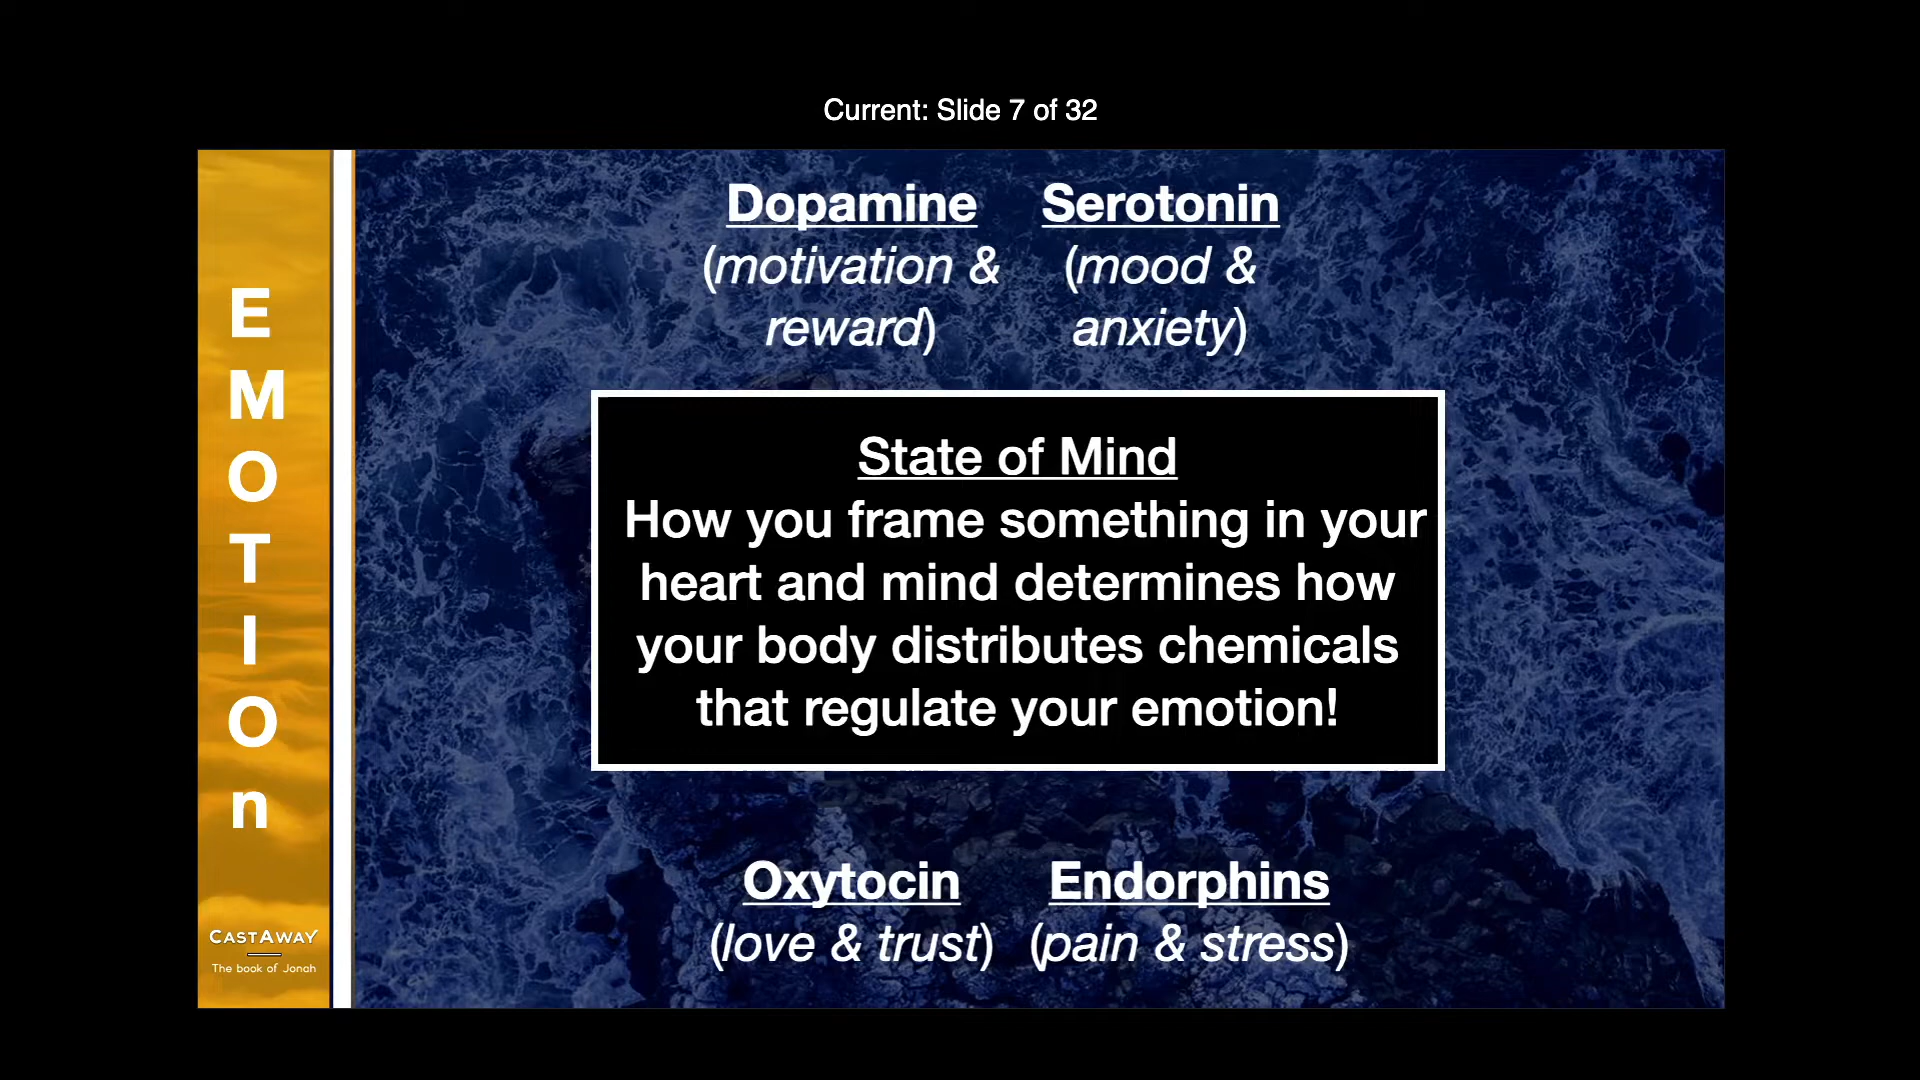 Current: Slide 7 of 32
E
M
O
T
I
O
n
CASTAWAY
The book of Jonah
Dopamine
(motivation &
reward)
Serotonin
(mood &
anxiety)
State of Mind
How you frame something in your
heart and mind determines how
your body distributes chemicals
that regulate your emotion!
Oxytocin
(love & trust)
Endorphins
(pain & stress)